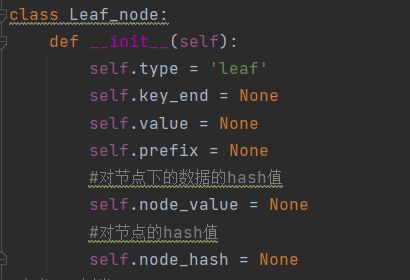 class Leaf_node:
    def __init__(self):
        self.type = 'leaf'
        self.key_end = None
        self.value = None
        self.prefix = None
        #对节点下的数据的hash值
        self.node_value = None
        #对节点的hash值
        self.node_hash = None